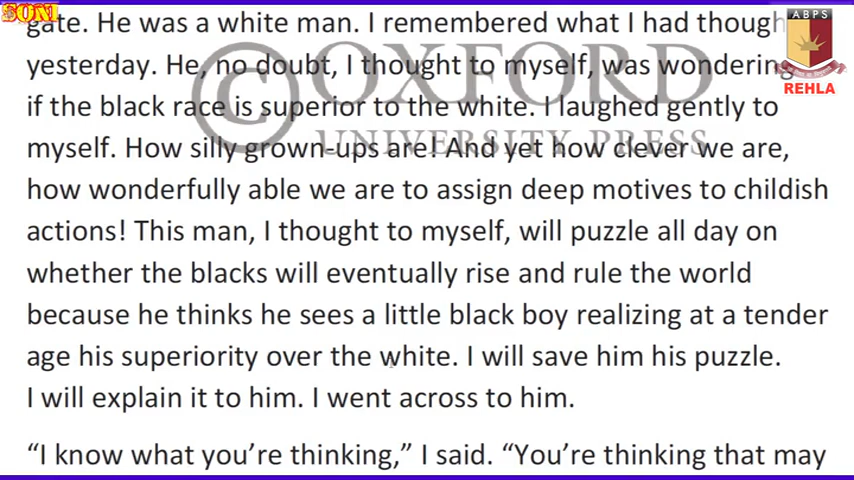 SONI
gate. He was a white man. I remembered what I had though
yesterday. He, no doubt, I thought to myself, was wondering
if the black race is superior to the white. I laughed gently to
myself. How silly grown-ups are! And yet how clever we are,
how wonderfully able we are to assign deep motives to childish
actions! This man, I thought to myself, will puzzle all day on
whether the blacks will eventually rise and rule the world
because he thinks he sees a little black boy realizing at a tender
age his superiority over the white. I will save him his puzzle.
I will explain it to him. I went across to him.
“I know what you’re thinking,” I said. “You’re thinking that may
© OXFORD
UNIVERSITY PRESS
ABPS
REHLA